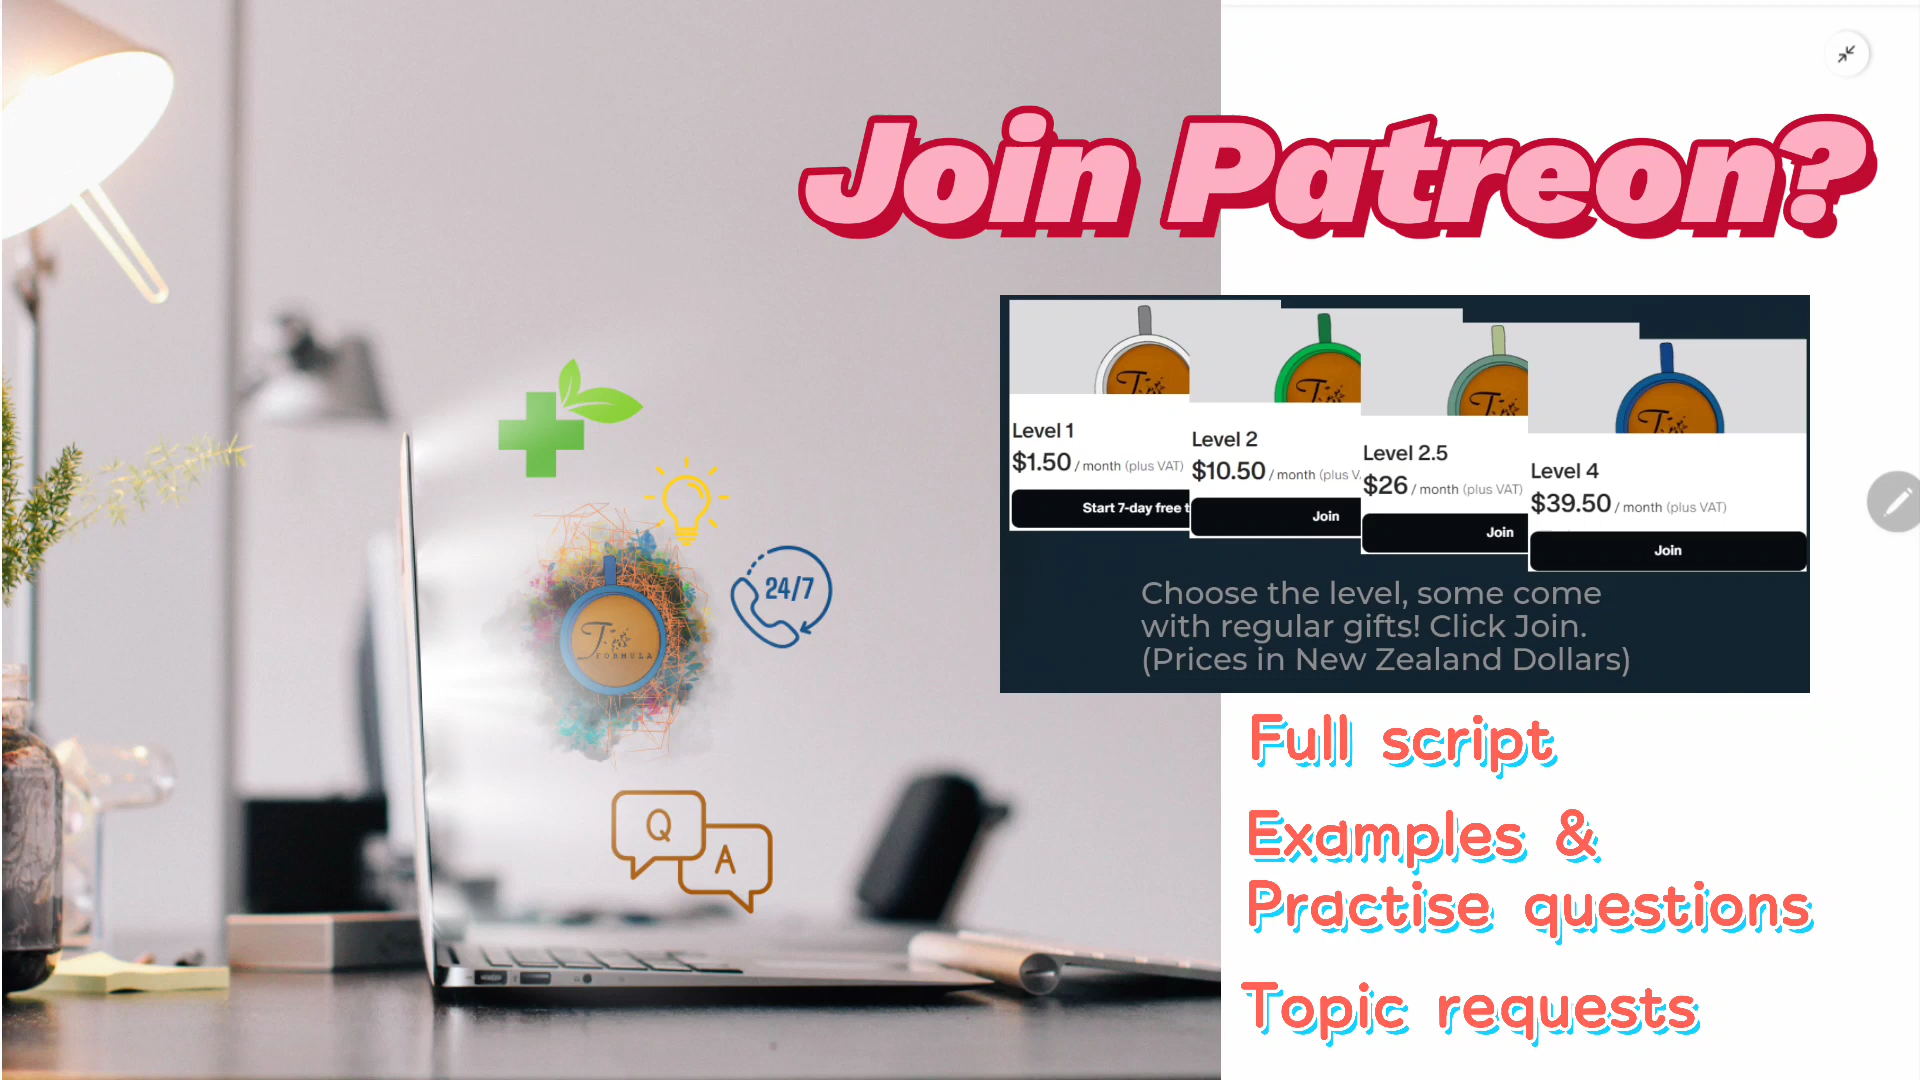 Join Patreon?
Level 1
$1.50 / month (plus VAT)
Start 7-day free t
Level 2
$10.50 / month (plus V
Join
Level 2.5
$26 / month (plus VAT)
Join
Level 4
$39.50 / month (plus VAT)
Join
Choose the level, some come
with regular gifts! Click Join.
(Prices in New Zealand Dollars)
24/7
FORMULA
Q
A
Full script
Examples &
Practise questions
Topic requests